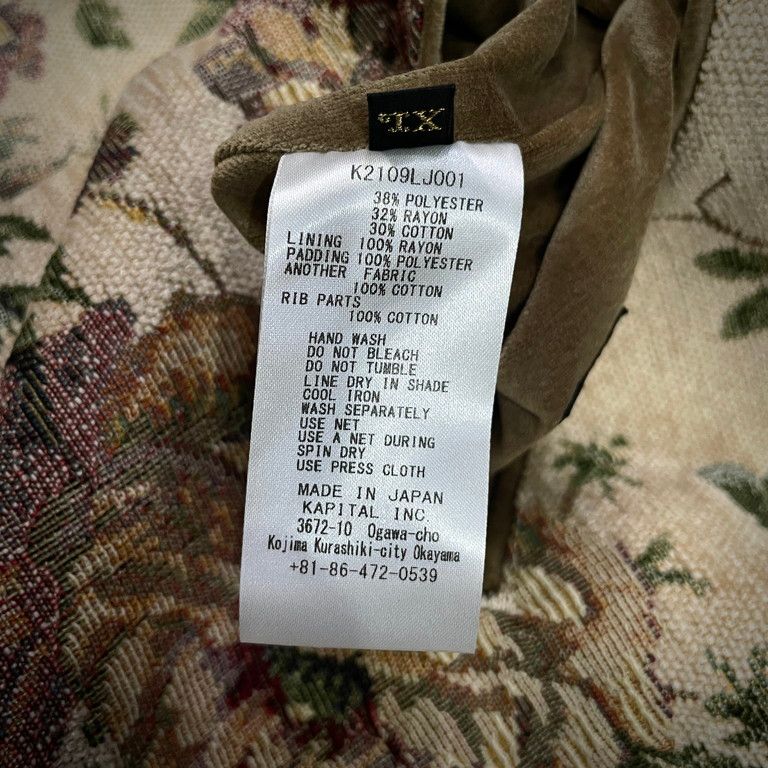 XL
K2109LJ001
38% POLYESTER
32% RAYON
30% COTTON
LINING 100% RAYON
PADDING 100% POLYESTER
ANOTHER FABRIC
100% COTTON
RIB PARTS
100% COTTON
HAND WASH
DO NOT BLEACH
DO NOT TUMBLE
LINE DRY IN SHADE
COOL IRON
WASH SEPARATELY
USE NET
USE A NET DURING
SPIN DRY
USE PRESS CLOTH
MADE IN JAPAN
KAPITAL INC.
3672-10 Ogawa-cho
Kojima Kurashiki-city Okayama
+81-86-472-0539